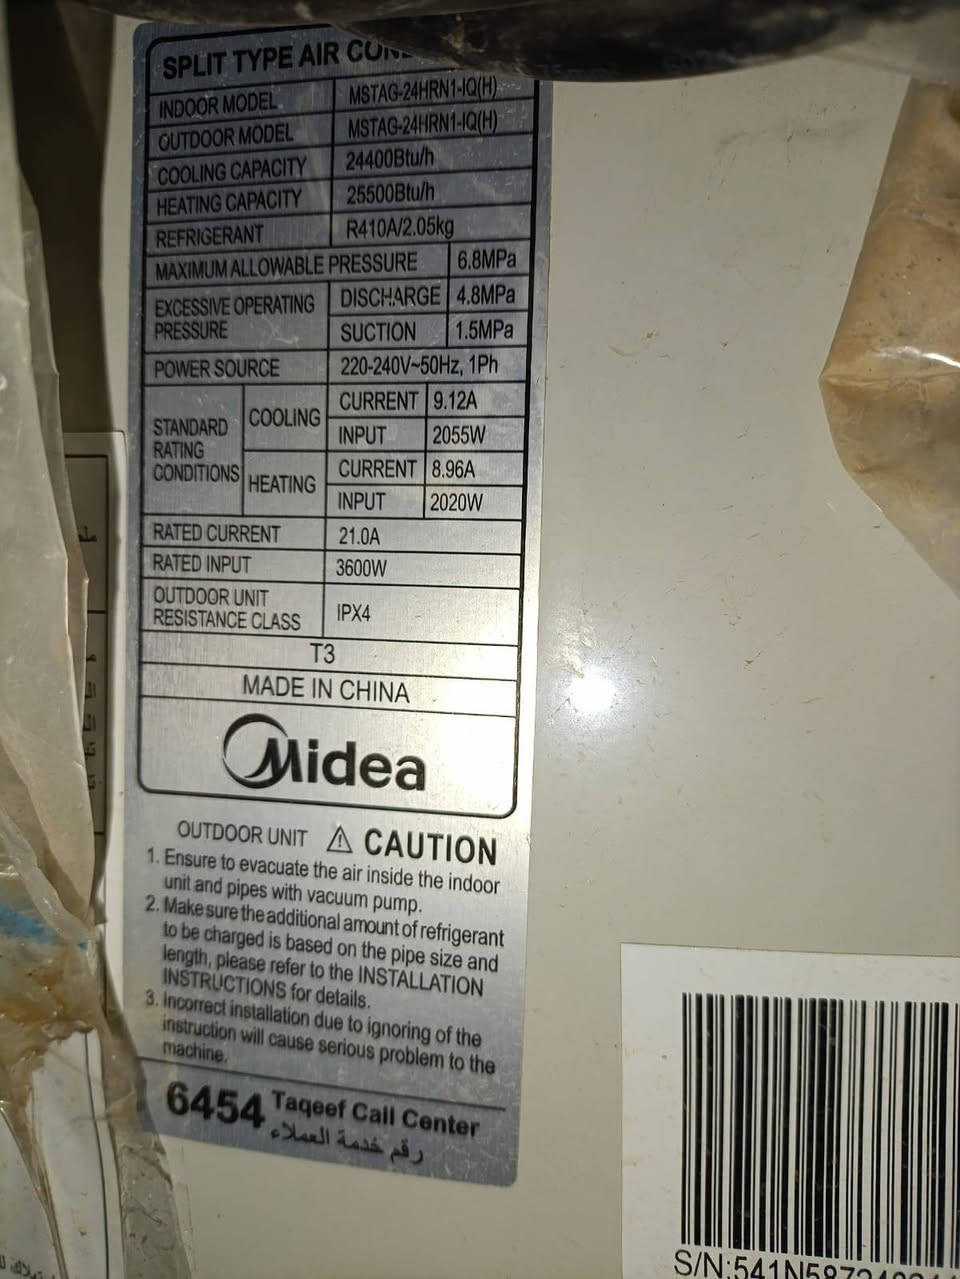 SPLIT TYPE AIR
INDOOR MODEL MSTAG-24HRN1-IQ(H)
OUTDOOR MODEL MSTAG-24HRN1-IQ(H)
COOLING CAPACITY 24400Btu/h
HEATING CAPACITY 25500Btu/h
REFRIGERANT R410A/2.05kg
MAXIMUM ALLOWABLE PRESSURE 6.8MPa
EXCESSIVE OPERATING PRESSURE DISCHARGE 4.8MPa
SUCTION 1.5MPa
POWER SOURCE 220-240V~50Hz, 1Ph
STANDARD RATING CONDITIONS COOLING CURRENT 9.12A
INPUT 2055W
HEATING CURRENT 8.96A
INPUT 2020W
RATED CURRENT 21.0A
RATED INPUT 3600W
OUTDOOR UNIT RESISTANCE CLASS IPX4
T3
MADE IN CHINA
Midea
OUTDOOR UNIT ⚠ CAUTION
1. Ensure to evacuate the air inside the indoor
unit and pipes with vacuum pump.
2. Make sure the additional amount of refrigerant
to be charged is based on the pipe size and
length, please refer to the INSTALLATION
INSTRUCTIONS for details.
3. Incorrect installation due to ignoring of the
instruction will cause serious problem to the
machine.
6454 Taqeef Call Center
رقم خدمة العملاء
S/N:541N587